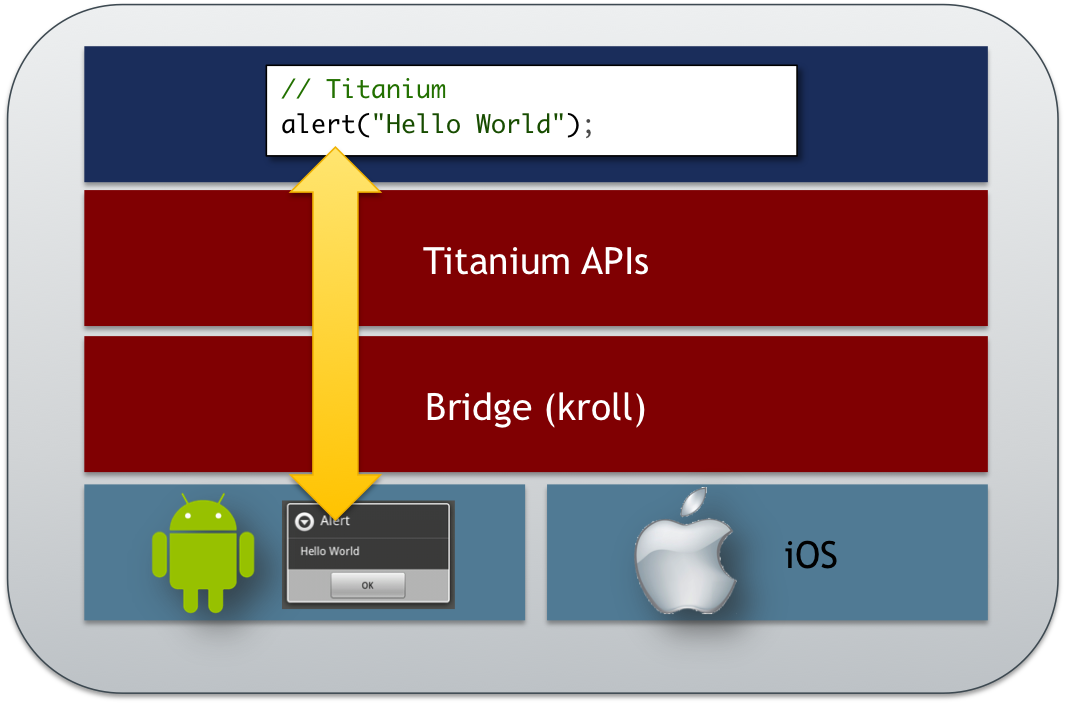 // Titanium
alert("Hello World");
Titanium APIs
Bridge (kroll)
Alert
Hello World
OK
iOS